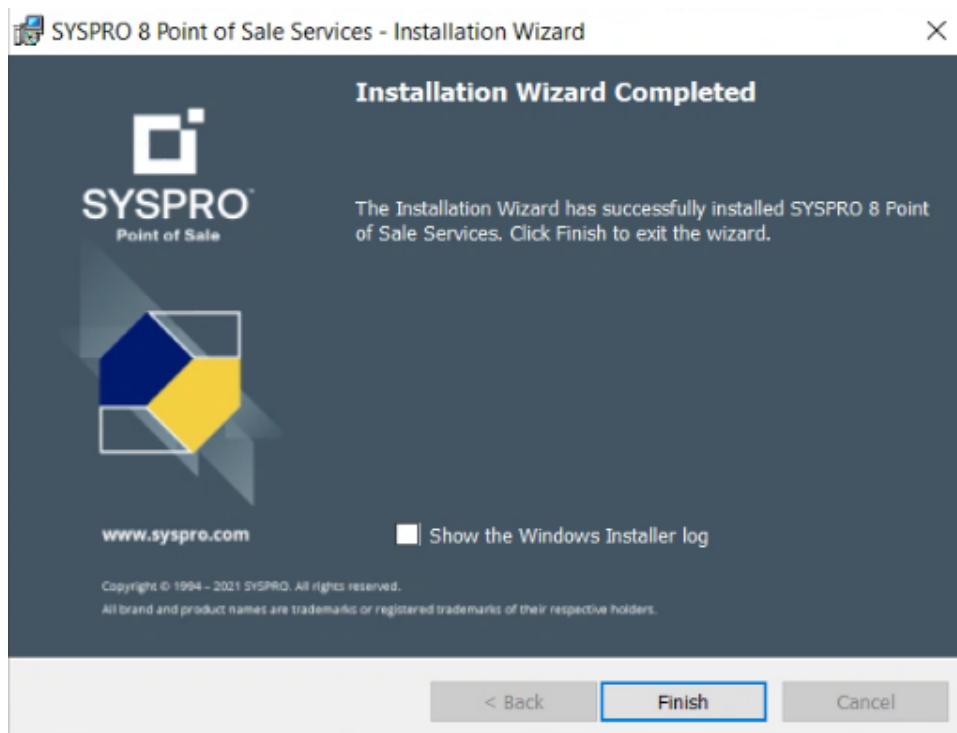 SYSPRO 8 Point of Sale Services - Installation Wizard
Installation Wizard Completed
SYSPRO
Point of Sale
The Installation Wizard has successfully installed SYSPRO 8 Point
of Sale Services. Click Finish to exit the wizard.
www.syspro.com
Show the Windows Installer log
Copyright © 1994 – 2021 SYSPRO. All rights reserved.
All brand and product names are trademarks or registered trademarks of their respective holders.
< Back
Finish
Cancel